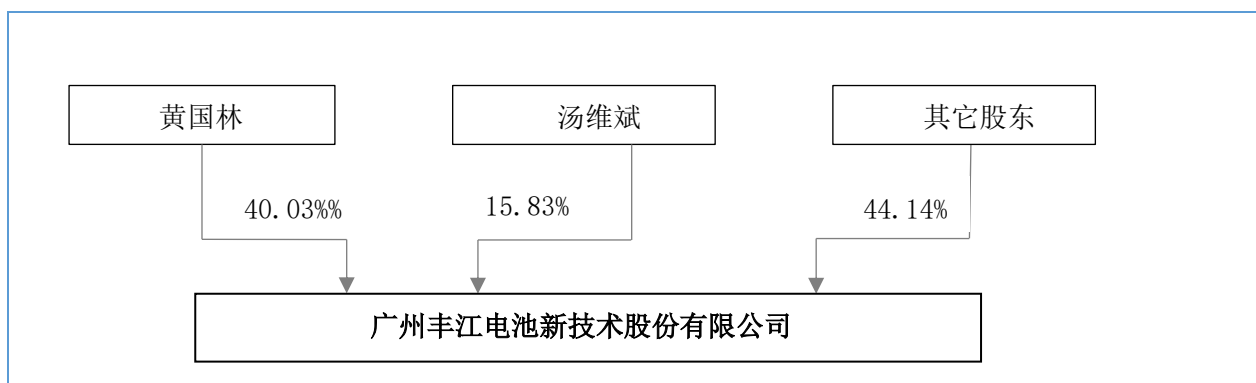 黄国林
汤维斌
其它股东
40.03%%
15.83%
44.14%
广州丰江电池新技术股份有限公司